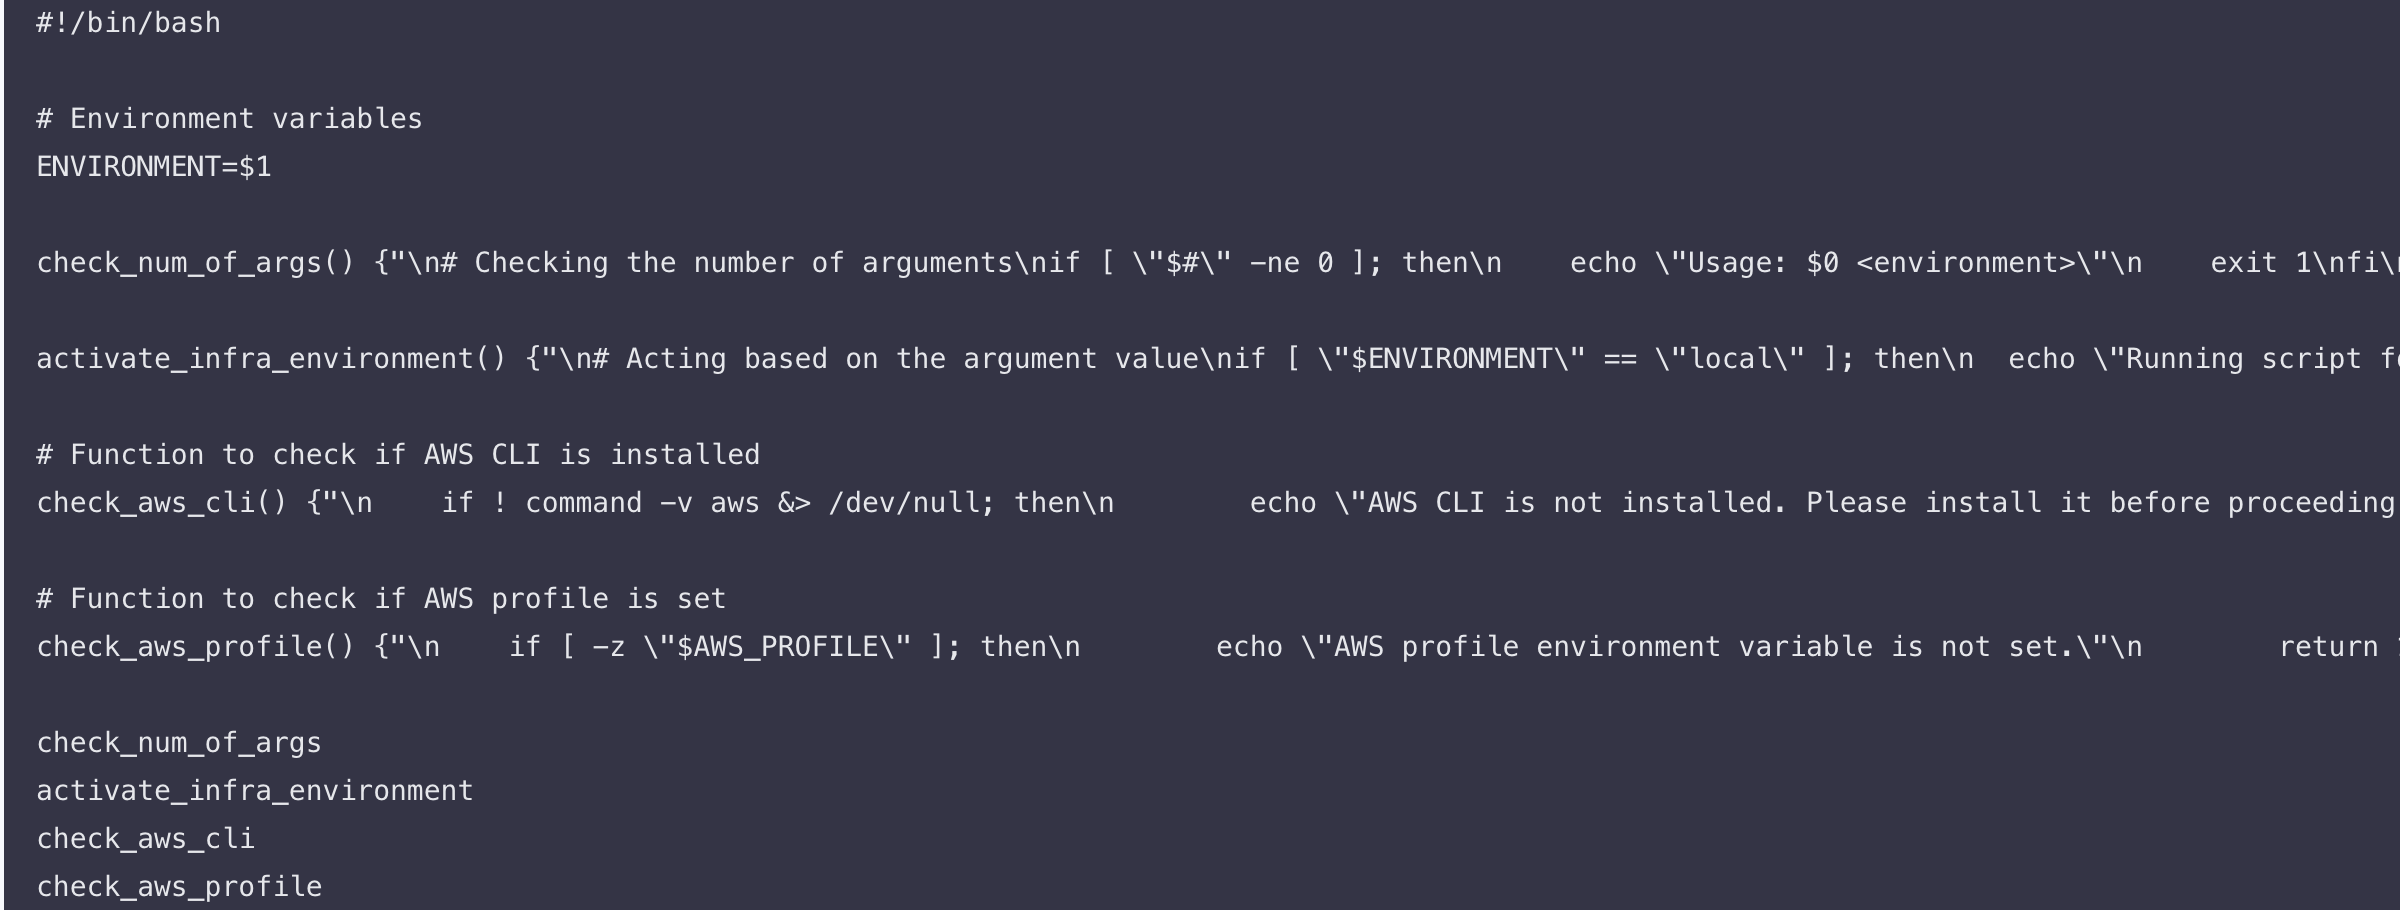 #!/bin/bash
# Environment variables
ENVIRONMENT=$1
check_num_of_args() {"\n# Checking the number of arguments\nif [ \"$#\" -ne 0 ]; then\n    echo \"Usage: $0 <environment>\"\n    exit 1\nfi\
activate_infra_environment() {"\n# Acting based on the argument value\nif [ \"$ENVIRONMENT\" == \"local\" ]; then\n  echo \"Running script
# Function to check if AWS CLI is installed
check_aws_cli() {"\n    if ! command -v aws &> /dev/null; then\n        echo \"AWS CLI is not installed. Please install it before proceeding
# Function to check if AWS profile is set
check_aws_profile() {"\n    if [ -z \"$AWS_PROFILE\" ]; then\n        echo \"AWS profile environment variable is not set.\"\n        return
check_num_of_args
activate_infra_environment
check_aws_cli
check_aws_profile